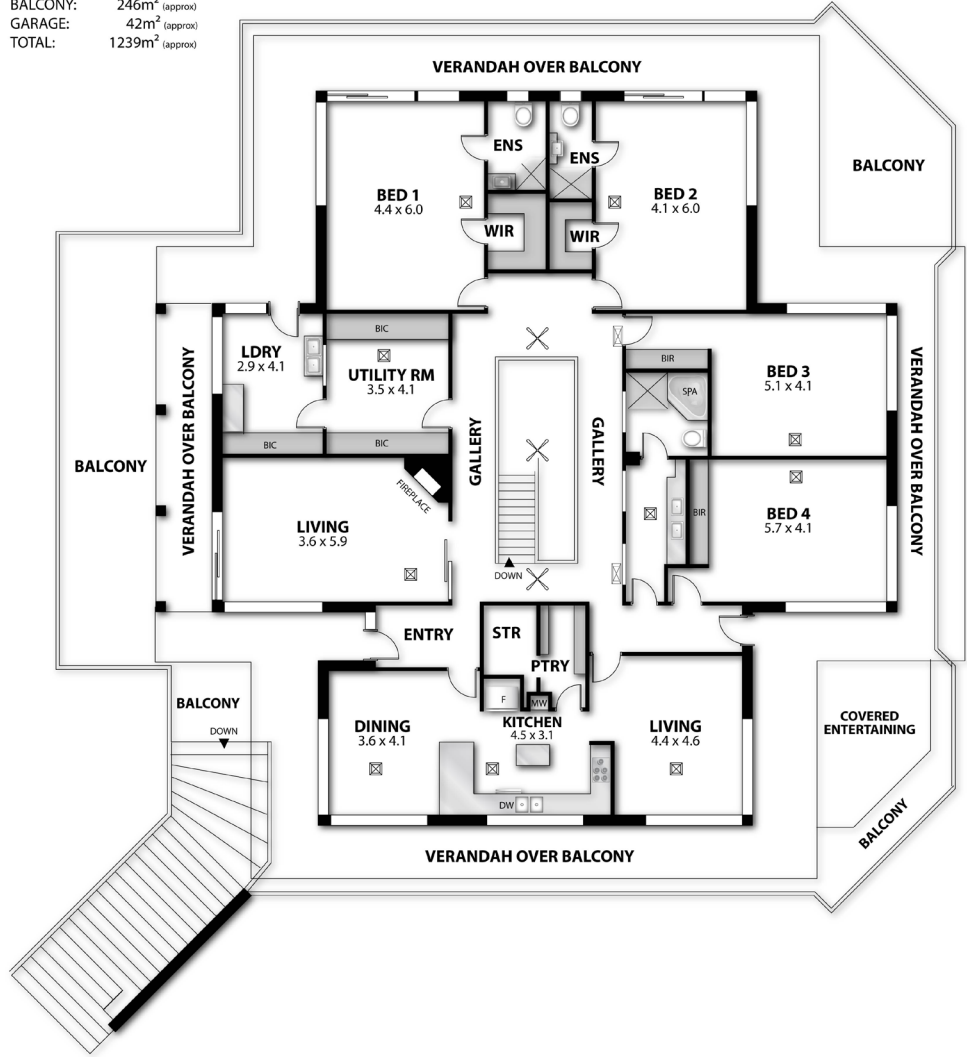 BALCONY: 246m² (approx)
GARAGE: 42m² (approx)
TOTAL: 1239m² (approx)
VERANDAH OVER BALCONY
BALCONY
ENS
ENS
BED 1
4.4 x 6.0
BED 2
4.1 x 6.0
WIR
WIR
BIC
LDRY
2.9 x 4.1
UTILITY RM
3.5 x 4.1
BIR
BED 3
5.1 x 4.1
SPA
VERANDAH OVER BALCONY
VERANDAH OVER BALCONY
GALLERY
GALLERY
BIC
BIC
BALCONY
FIREPLACE
LIVING
3.6 x 5.9
BIR
BED 4
5.7 x 4.1
DOWN
ENTRY
STR
PTRY
BALCONY
DOWN
F
MW
DINING
3.6 x 4.1
KITCHEN
4.5 x 3.1
LIVING
4.4 x 4.6
COVERED
ENTERTAINING
DW
BALCONY
VERANDAH OVER BALCONY